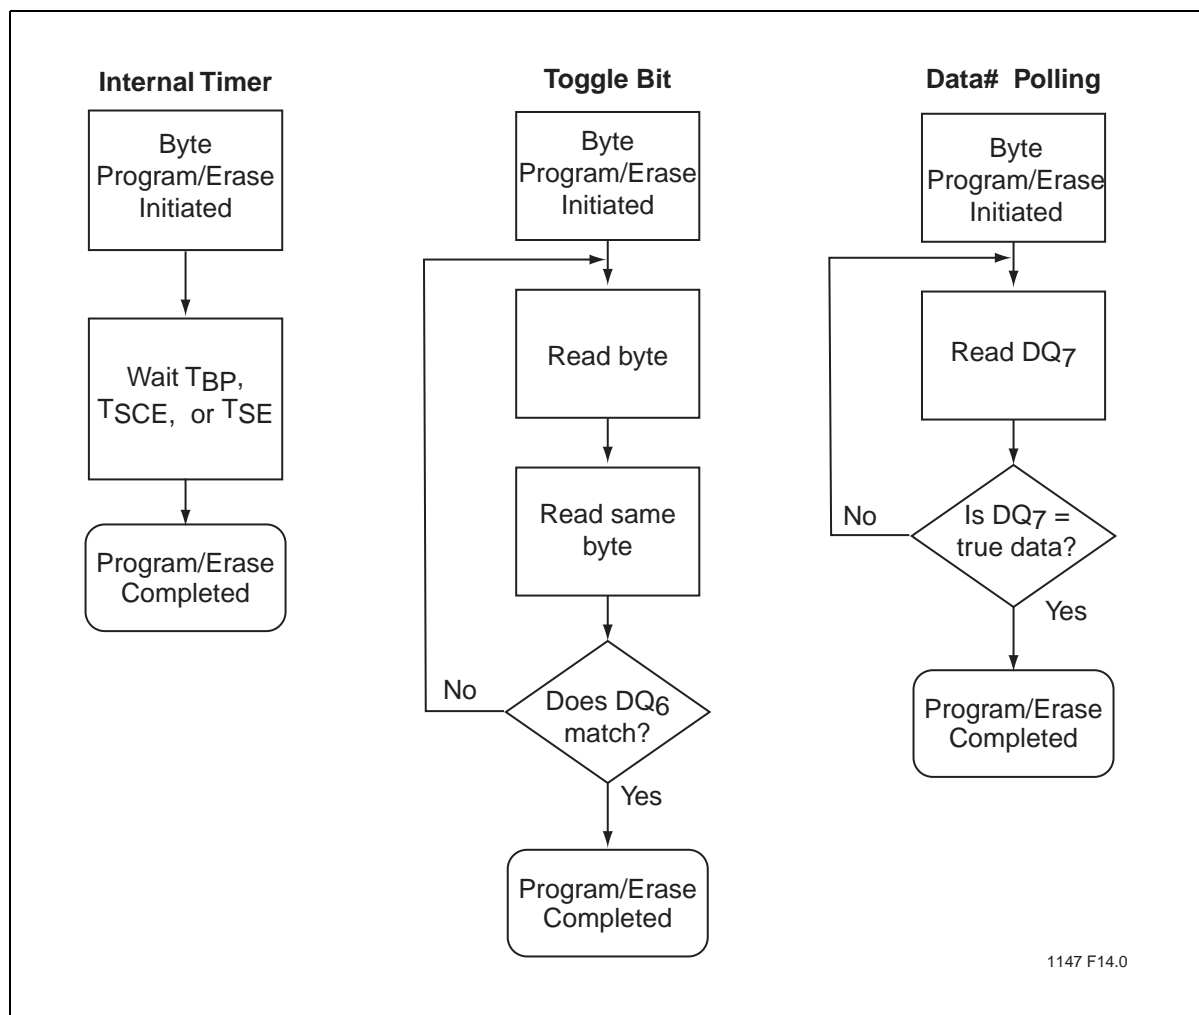 Internal Timer
Byte
Program/Erase
Initiated
Wait TBP,
TSCE, or TSE
Program/Erase
Completed
Toggle Bit
Byte
Program/Erase
Initiated
Read byte
Read same
byte
No
Does DQ6
match?
Yes
Program/Erase
Completed
Data# Polling
Byte
Program/Erase
Initiated
Read DQ7
No
Is DQ7 =
true data?
Yes
Program/Erase
Completed
1147 F14.0